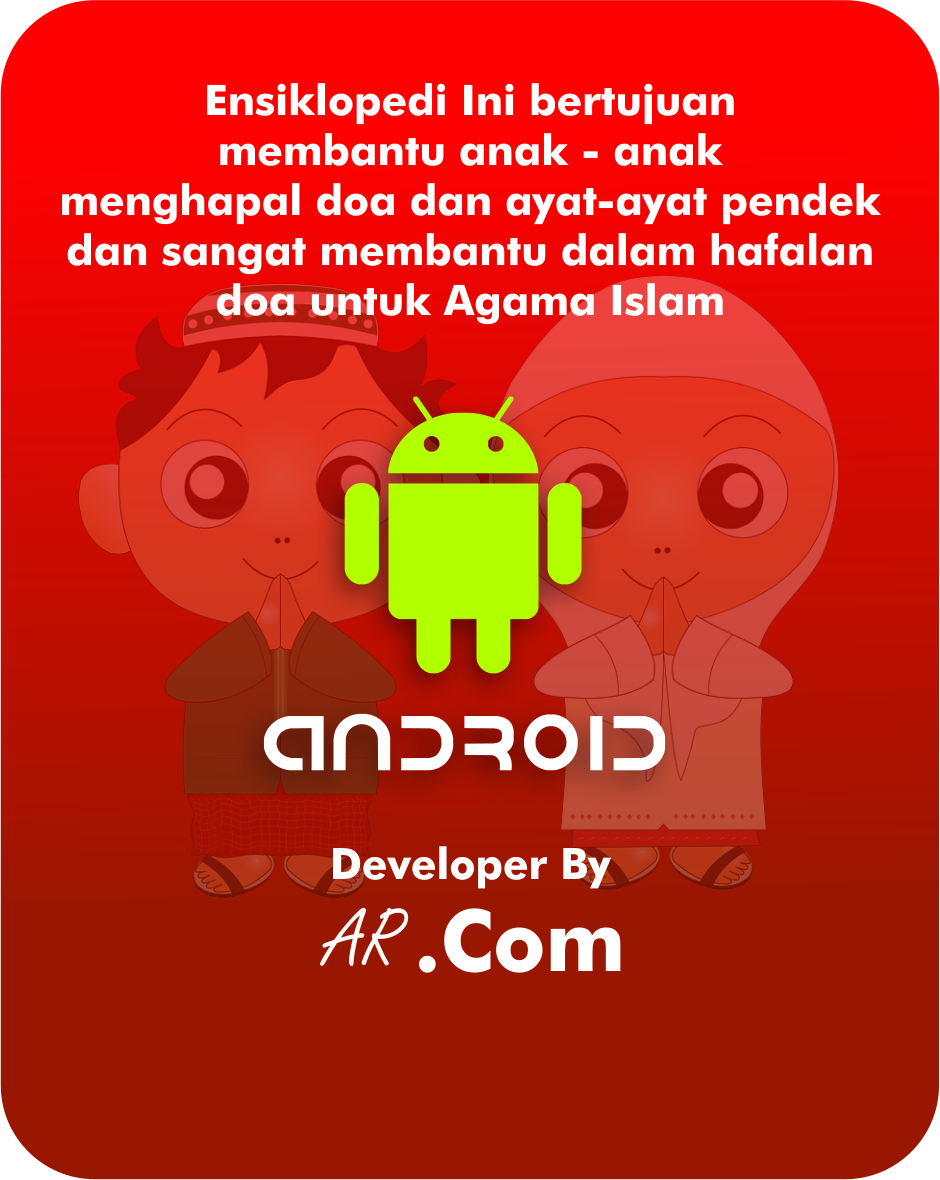 Ensiklopedi Ini bertujuan
membantu anak - anak
menghapal doa dan ayat-ayat pendek
dan sangat membantu dalam hafalan
doa untuk Agama Islam
ANDROID
Developer By
AR .Com